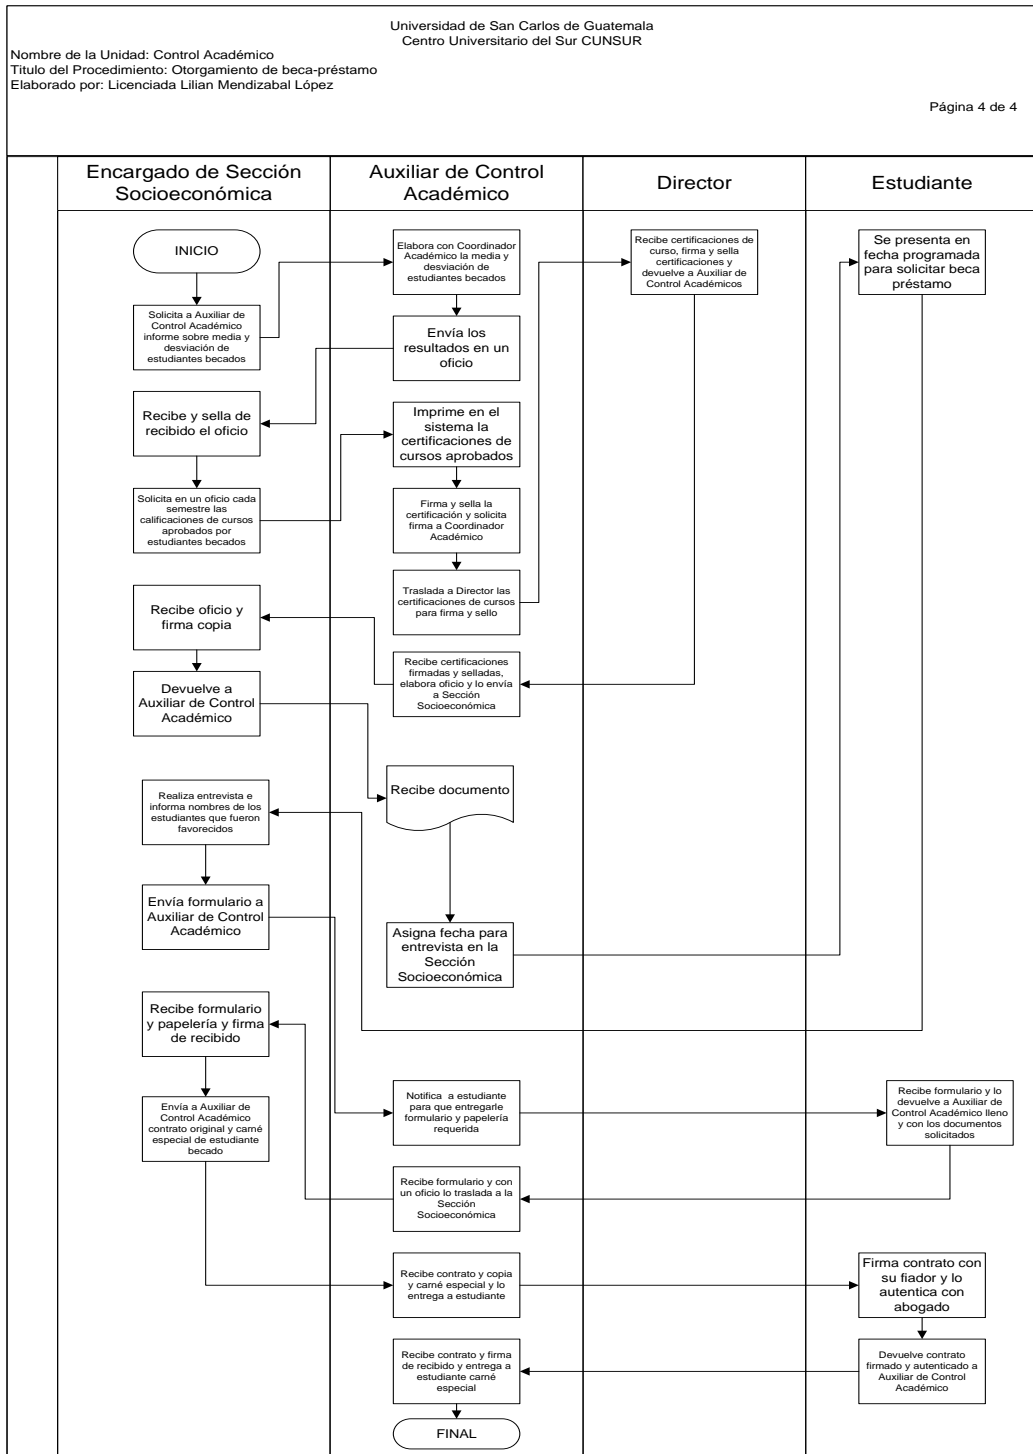 Universidad de San Carlos de Guatemala
Centro Universitario del Sur CUNSUR
Nombre de la Unidad: Control Académico
Titulo del Procedimiento: Otorgamiento de beca-préstamo
Elaborado por: Licenciada Lilian Mendizabal López
Página 4 de 4
Encargado de Sección
Socioeconómica
Auxiliar de Control
Académico
Director
Estudiante
INICIO
Elabora con Coordinador
Académico la media y
desviación de
estudiantes becados
Recibe certificaciones de
curso, firma y sella
certificaciones y
devuelve a Auxiliar de
Control Académicos
Se presenta en
fecha programada
para solicitar beca
préstamo
Solicita a Auxiliar de
Control Académico
informe sobre media y
desviación de
estudiantes becados
Envía los
resultados en un
oficio
Recibe y sella de
recibido el oficio
Imprime en el
sistema la
certificaciones de
cursos aprobados
Solicita en un oficio cada
semestre las
calificaciones de cursos
aprobados por
estudiantes becados
Firma y sella la
certificación y solicita
firma a Coordinador
Académico
Traslada a Director las
certificaciones de cursos
para firma y sello
Recibe oficio y
firma copia
Recibe certificaciones
firmadas y selladas,
elabora oficio y lo envía
a Sección
Socioeconómica
Devuelve a
Auxiliar de Control
Académico
Recibe documento
Realiza entrevista e
informa nombres de los
estudiantes que fueron
favorecidos
Envía formulario a
Auxiliar de Control
Académico
Asigna fecha para
entrevista en la
Sección
Socioeconómica
Recibe formulario
y papelería y firma
de recibido
Envía a Auxiliar de
Control Académico
contrato original y carné
especial de estudiante
becado
Notifica a estudiante
para que entregarle
formulario y papelería
requerida
Recibe formulario y lo
devuelve a Auxiliar de
Control Académico lleno
y con los documentos
solicitados
Recibe formulario y con
un oficio lo traslada a la
Sección
Socioeconómica
Recibe contrato y copia
y carné especial y lo
entrega a estudiante
Firma contrato con
su fiador y lo
autentica con
abogado
Recibe contrato y firma
de recibido y entrega a
estudiante carné
especial
Devuelve contrato
firmado y autenticado a
Auxiliar de Control
Académico
FINAL